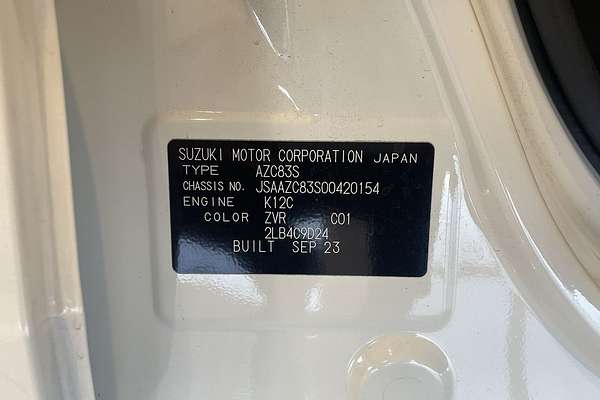 SUZUKI MOTOR CORPORATION JAPAN
TYPE AZC83S
CHASSIS NO. JSAAZC83S00420154
ENGINE K12C
COLOR ZVR C01
2LB4C9D24
BUILT SEP 23